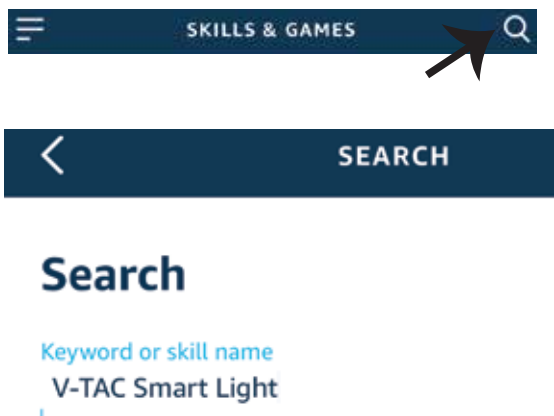 SKILLS & GAMES
SEARCH
Search
Keyword or skill name
V-TAC Smart Light